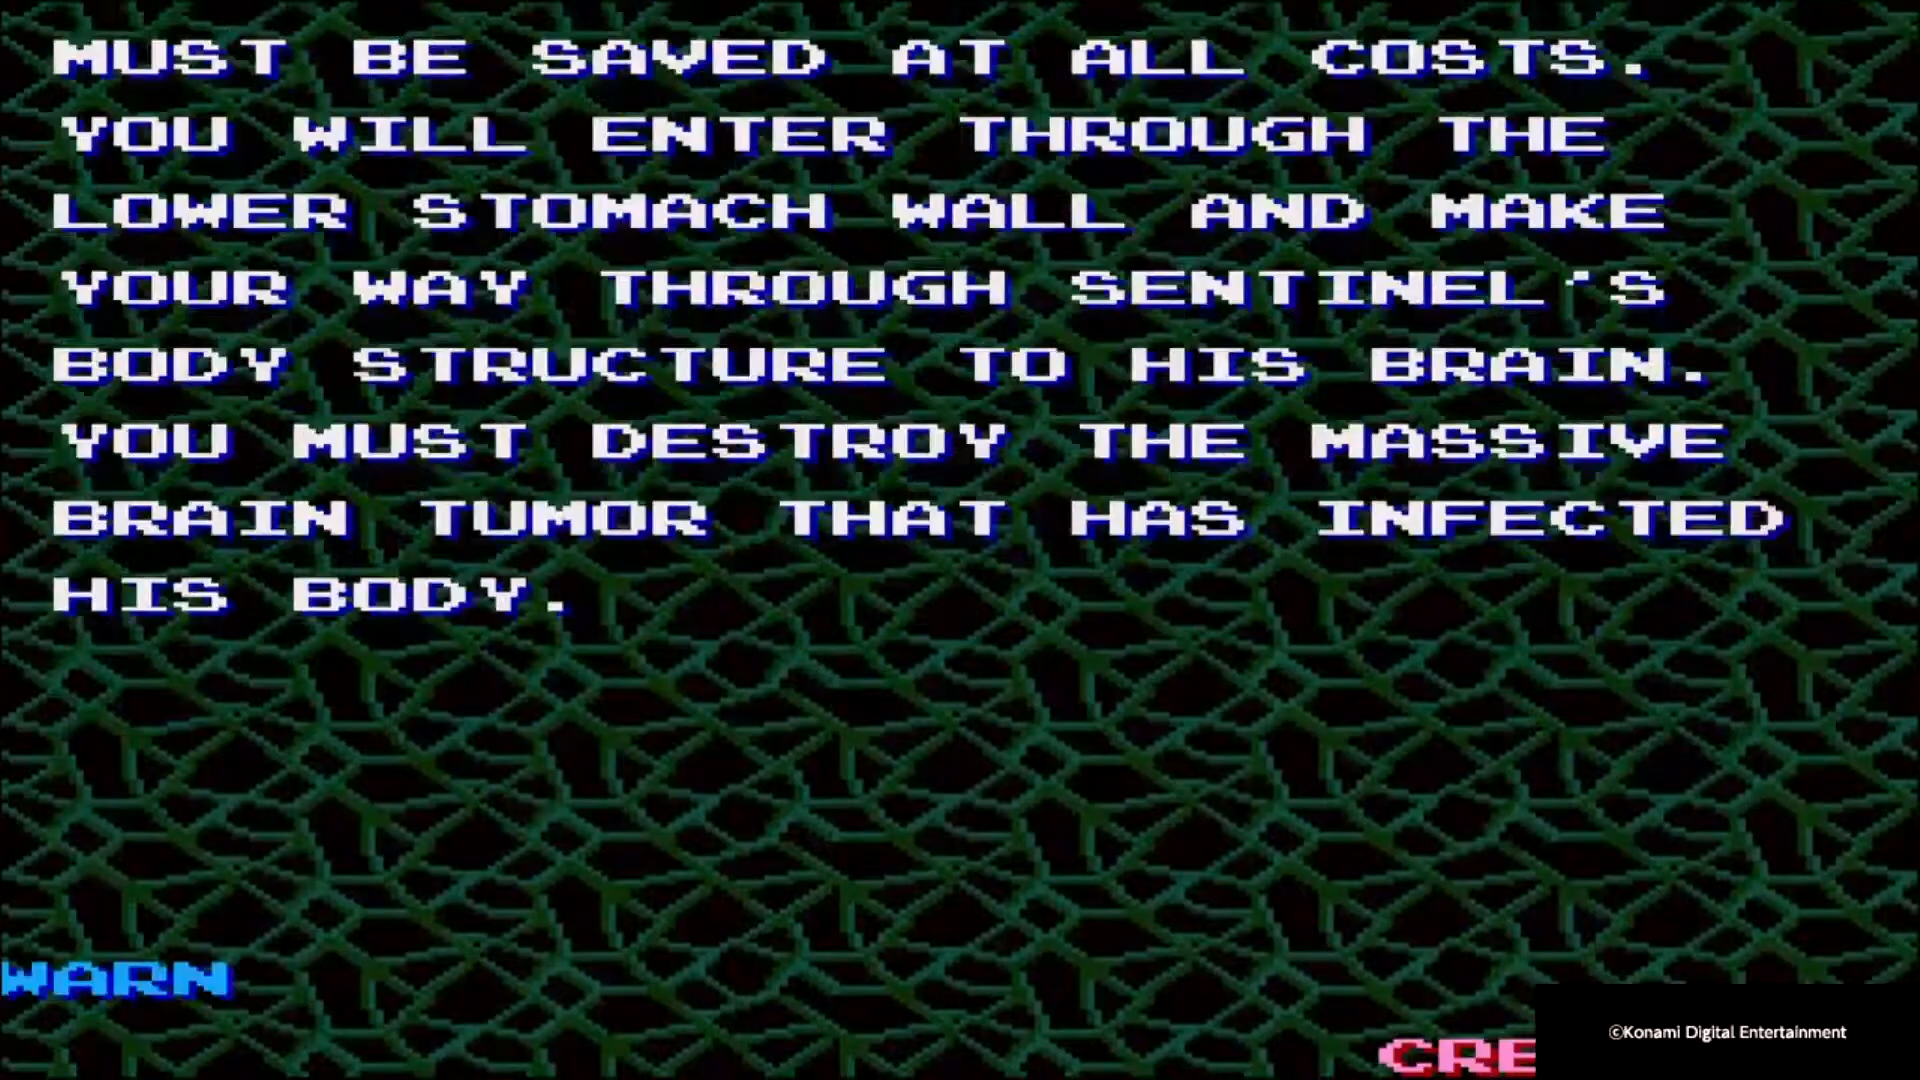 MUST BE SAVED AT ALL COSTS.
YOU WILL ENTER THROUGH THE
LOWER STOMACH WALL AND MAKE
YOUR WAY THROUGH SENTINEL'S
BODY STRUCTURE TO HIS BRAIN.
YOU MUST DESTROY THE MASSIVE
BRAIN TUMOR THAT HAS INFECTED
HIS BODY.
WARN
CRE
©Konami Digital Entertainment